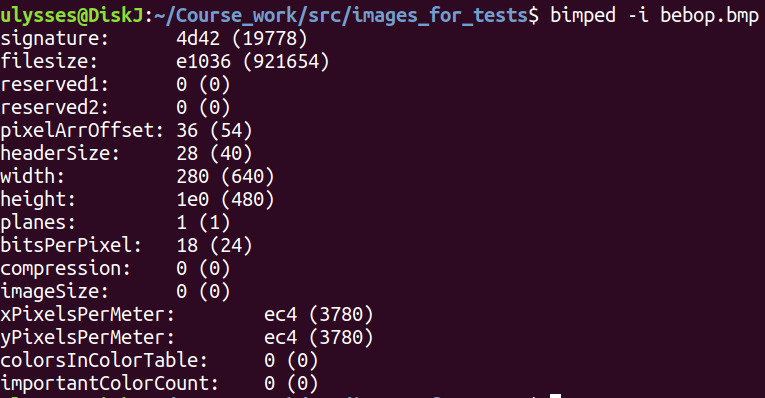 ulysses@DiskJ:~/Course_work/src/images_for_tests$ bimped -i bebop.bmp
signature:      4d42 (19778)
filesize:       e1036 (921654)
reserved1:      0 (0)
reserved2:      0 (0)
pixelArrOffset: 36 (54)
headerSize:     28 (40)
width:          280 (640)
height:         1e0 (480)
planes:         1 (1)
bitsPerPixel:   18 (24)
compression:    0 (0)
imageSize:      0 (0)
xPixelsPerMeter:        ec4 (3780)
yPixelsPerMeter:        ec4 (3780)
colorsInColorTable:     0 (0)
importantColorCount:    0 (0)